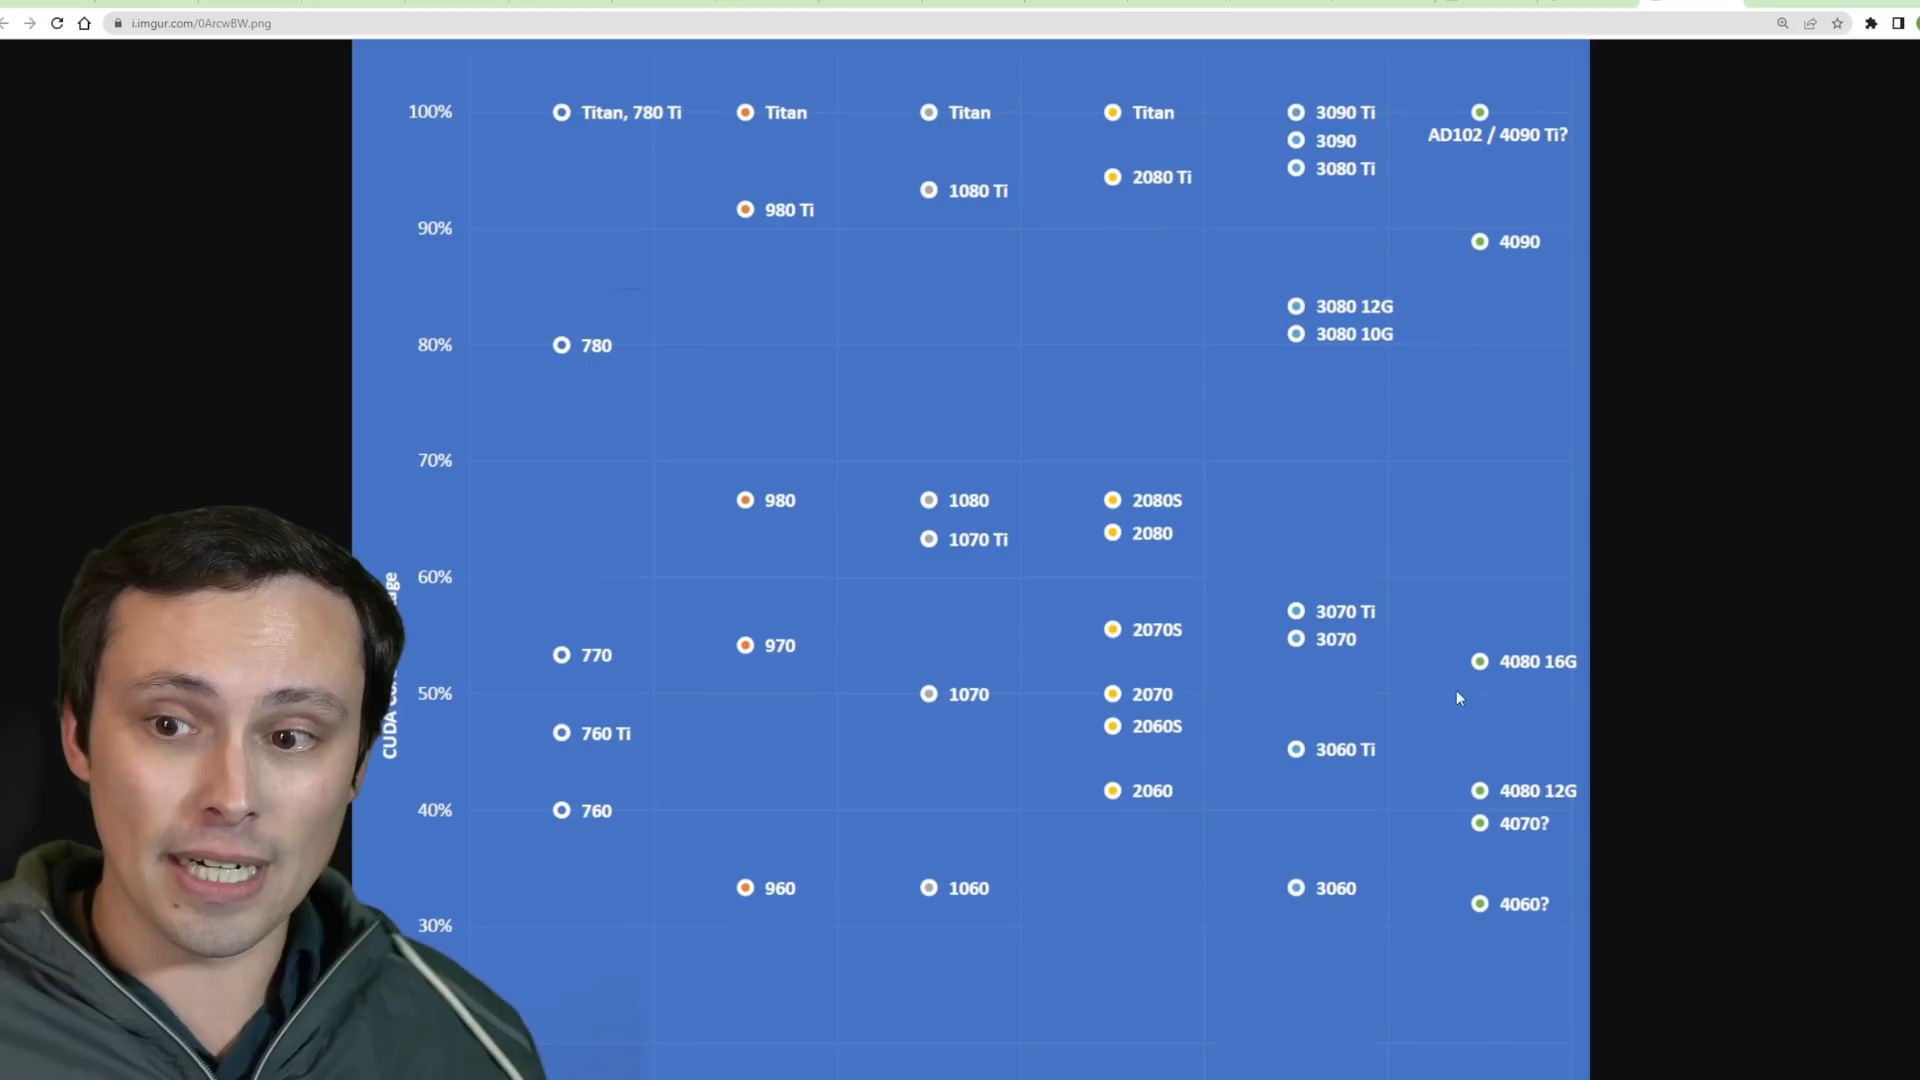 i.imgur.com/0ArcwBW.png
100%
Titan, 780 Ti
Titan
Titan
Titan
3090 Ti
AD102 / 4090 Ti?
3090
3080 Ti
2080 Ti
1080 Ti
980 Ti
90%
4090
3080 12G
3080 10G
80%
780
70%
980
1080
2080S
2080
1070 Ti
60%
3070 Ti
2070S
3070
970
770
4080 16G
50%
1070
2070
2060S
760 Ti
3060 Ti
2060
4080 12G
40%
760
4070?
960
1060
3060
4060?
30%
CUDA